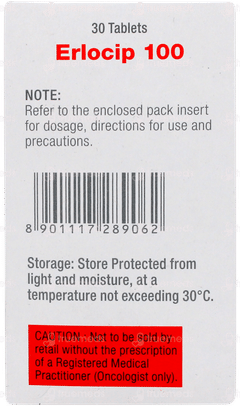 30 Tablets
Erlocip 100
NOTE:
Refer to the enclosed pack insert
for dosage, directions for use and
precautions.
8 901117 289062
Storage: Store Protected from
light and moisture, at a
temperature not exceeding 30°C.
CAUTION : Not to be sold by
retail without the prescription
of a Registered Medical
Practitioner (Oncologist only).